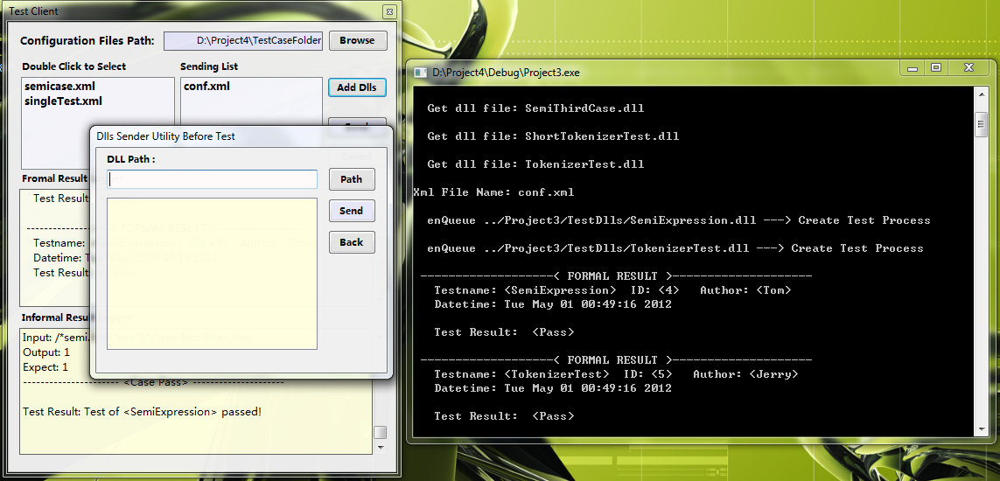 Test Client
Configuration Files Path:
D:\Project4\TestCaseFolder
Browse
Double Click to Select
Sending List
semicase.xml
singleTest.xml
conf.xml
Add Dlls
Dlls Sender Utility Before Test
DLL Path :
Path
Send
Back
Fromal Result
Test Result
Testname:
Datetime:
Test Result
Informal Resul
Input: /*semi
Output: 1
Expect: 1
---------------------- <Case Pass> ---------------------
Test Result: Test of <SemiExpression> passed!
D:\Project4\Debug\Project3.exe
Get dll file: SemiThirdCase.dll
Get dll file: ShortTokenizerTest.dll
Get dll file: TokenizerTest.dll
Xml File Name: conf.xml
enQueue ../Project3/TestDlls/SemiExpression.dll ---> Create Test Process
enQueue ../Project3/TestDlls/TokenizerTest.dll ---> Create Test Process
-------------------< FORMAL RESULT >--------------------
Testname: <SemiExpression>  ID: <4>   Author: <Tom>
Datetime: Tue May 01 00:49:16 2012
Test Result:  <Pass>
-------------------< FORMAL RESULT >--------------------
Testname: <TokenizerTest>  ID: <5>   Author: <Jerry>
Datetime: Tue May 01 00:49:16 2012
Test Result:  <Pass>